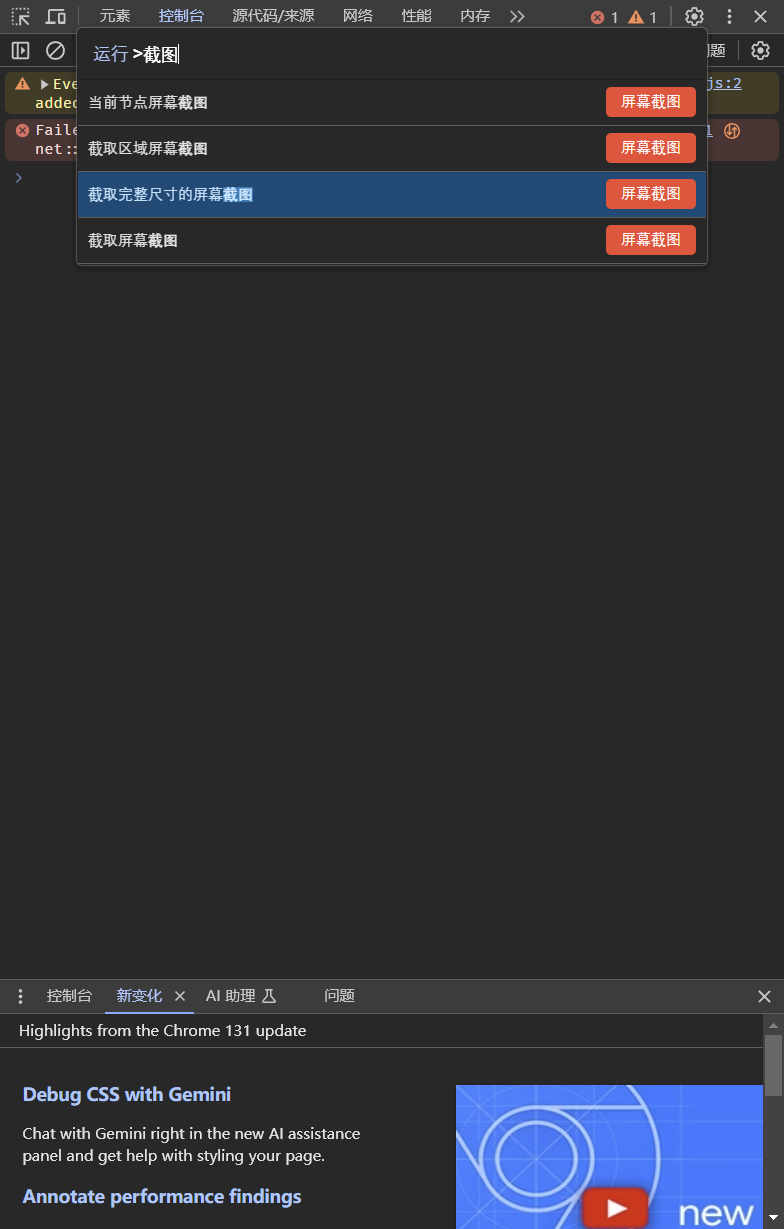 元素 控制台 源代码/来源 网络 性能 内存 1 1
运行 >截图
题
当前节点屏幕截图 屏幕截图
截取区域屏幕截图 屏幕截图
截取完整尺寸的屏幕截图 屏幕截图
截取屏幕截图 屏幕截图
Eve js:2
added
Faile 1
net::
控制台 新变化 AI 助理 问题
Highlights from the Chrome 131 update
Debug CSS with Gemini
Chat with Gemini right in the new AI assistance
panel and get help with styling your page.
Annotate performance findings
new